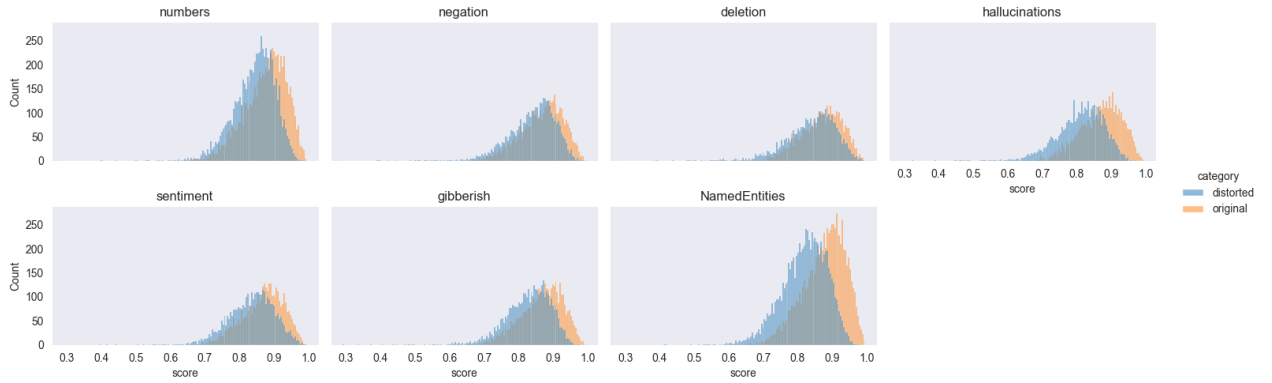 numbers
negation
deletion
hallucinations
250
200
150
100
50
0
Count
0.3 0.4 0.5 0.6 0.7 0.8 0.9 1.0
score
category
distorted
original
sentiment
gibberish
NamedEntities
250
200
150
100
50
0
Count
0.3 0.4 0.5 0.6 0.7 0.8 0.9 1.0
score
0.3 0.4 0.5 0.6 0.7 0.8 0.9 1.0
score
0.3 0.4 0.5 0.6 0.7 0.8 0.9 1.0
score